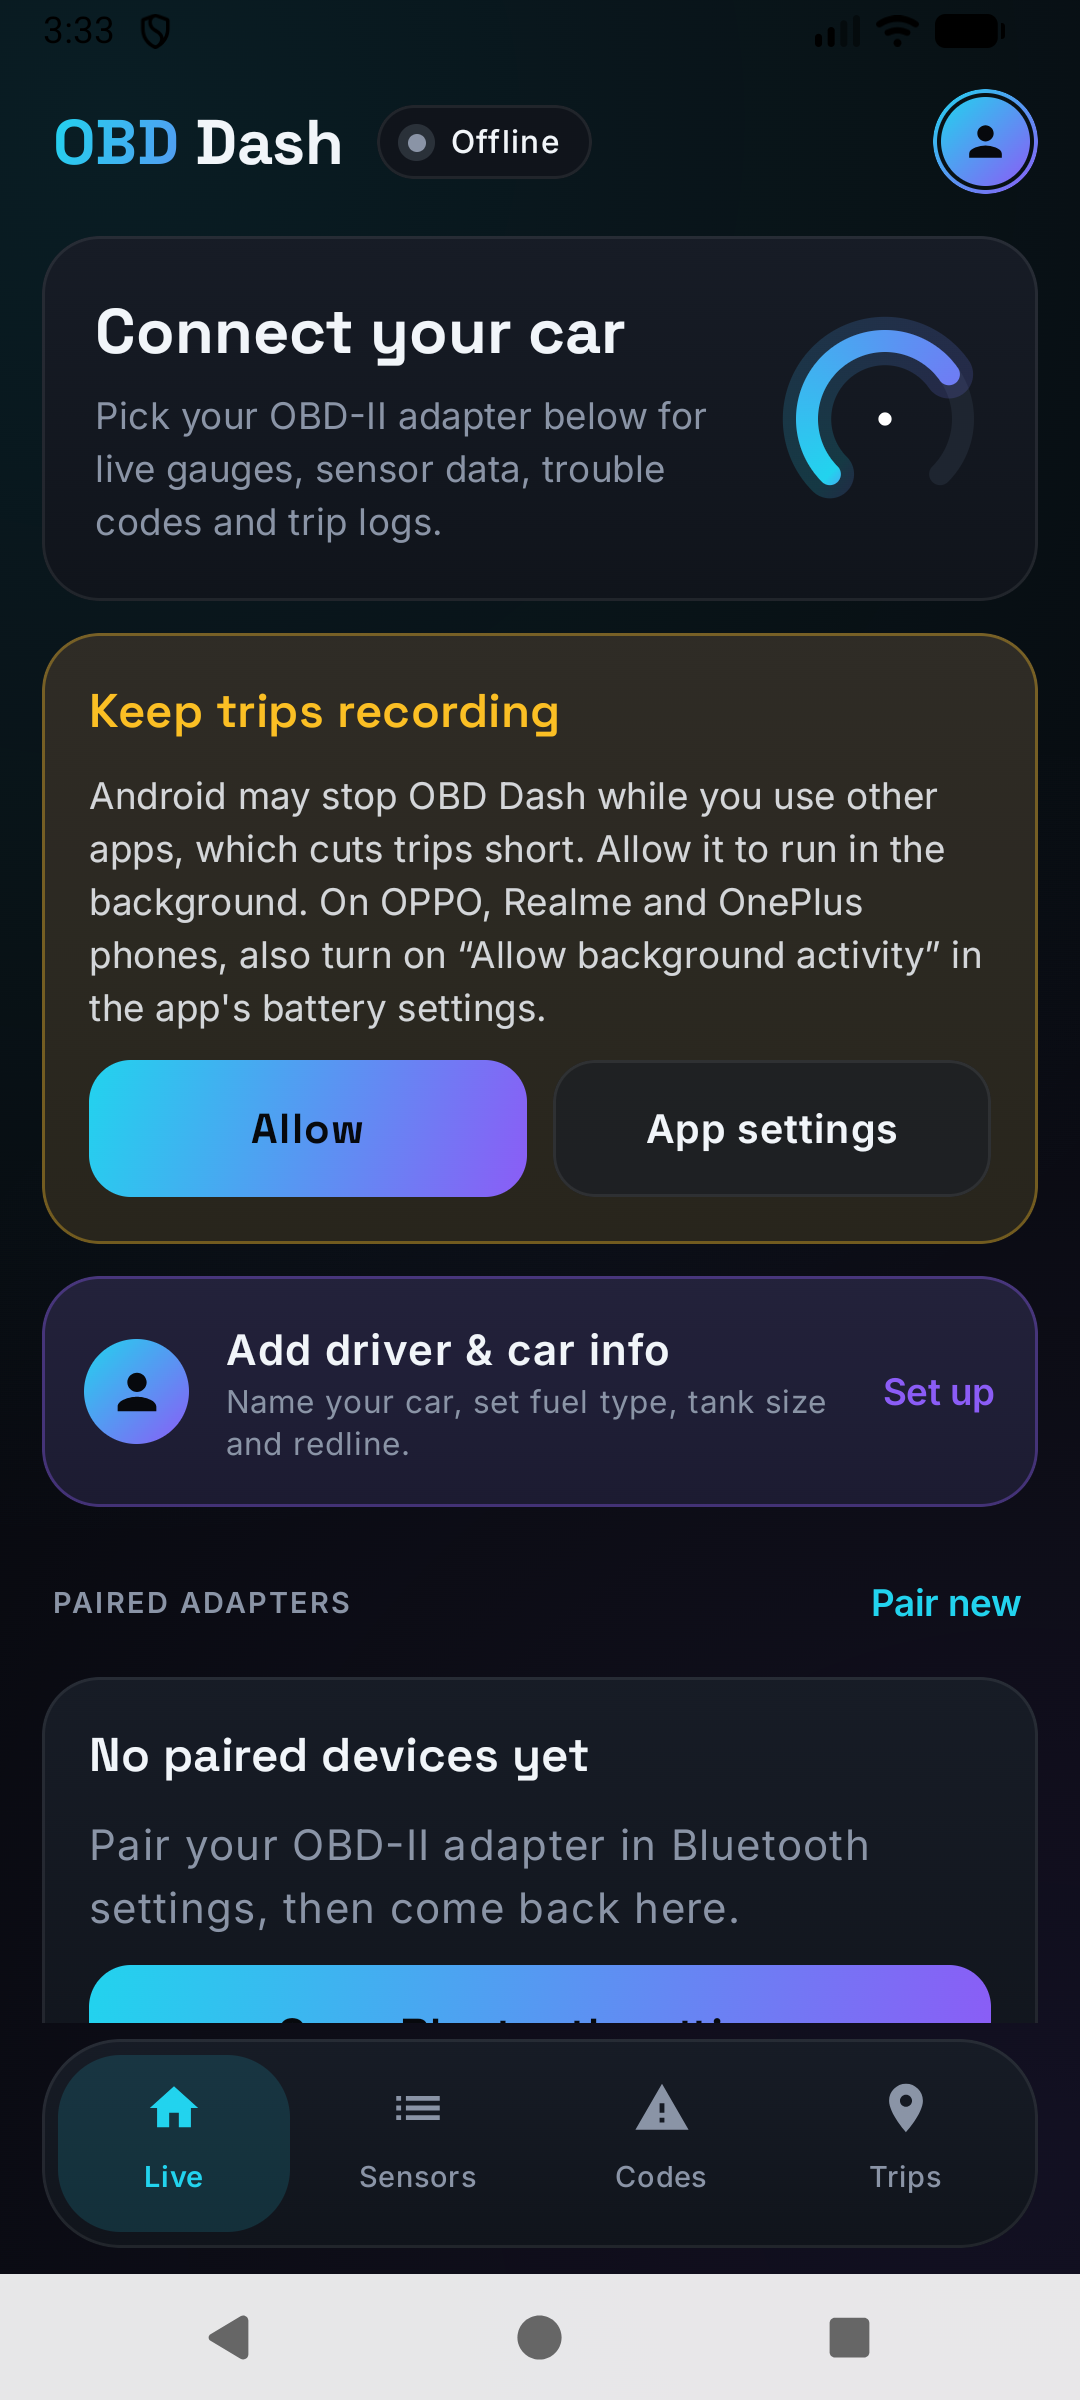 3:33
OBD Dash
Offline
Connect your car
Pick your OBD-II adapter below for
live gauges, sensor data, trouble
codes and trip logs.
Keep trips recording
Android may stop OBD Dash while you use other
apps, which cuts trips short. Allow it to run in the
background. On OPPO, Realme and OnePlus
phones, also turn on “Allow background activity” in
the app's battery settings.
Allow
App settings
Add driver & car info
Name your car, set fuel type, tank size
and redline.
Set up
PAIRED ADAPTERS
Pair new
No paired devices yet
Pair your OBD-II adapter in Bluetooth
settings, then come back here.
Live
Sensors
Codes
Trips